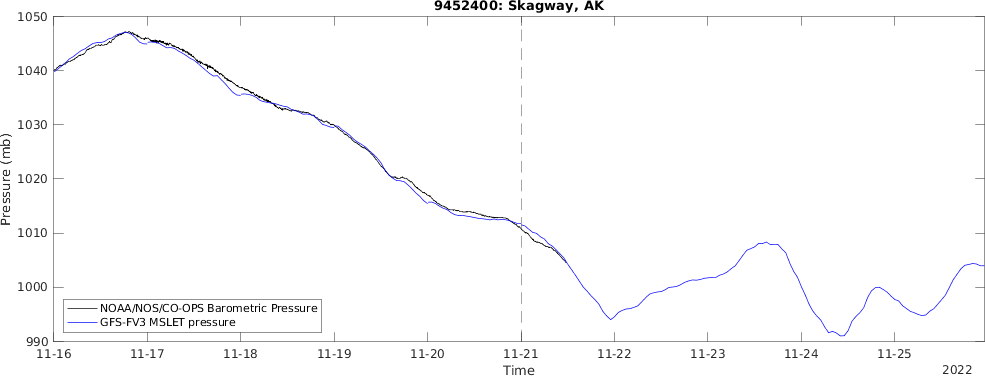 9452400: Skagway, AK
1050
1040
1030
1020
1010
1000
990
Pressure (mb)
NOAA/NOS/CO-OPS Barometric Pressure
GFS-FV3 MSLET pressure
11-16 11-17 11-18 11-19 11-20 11-21 11-22 11-23 11-24 11-25
Time
2022